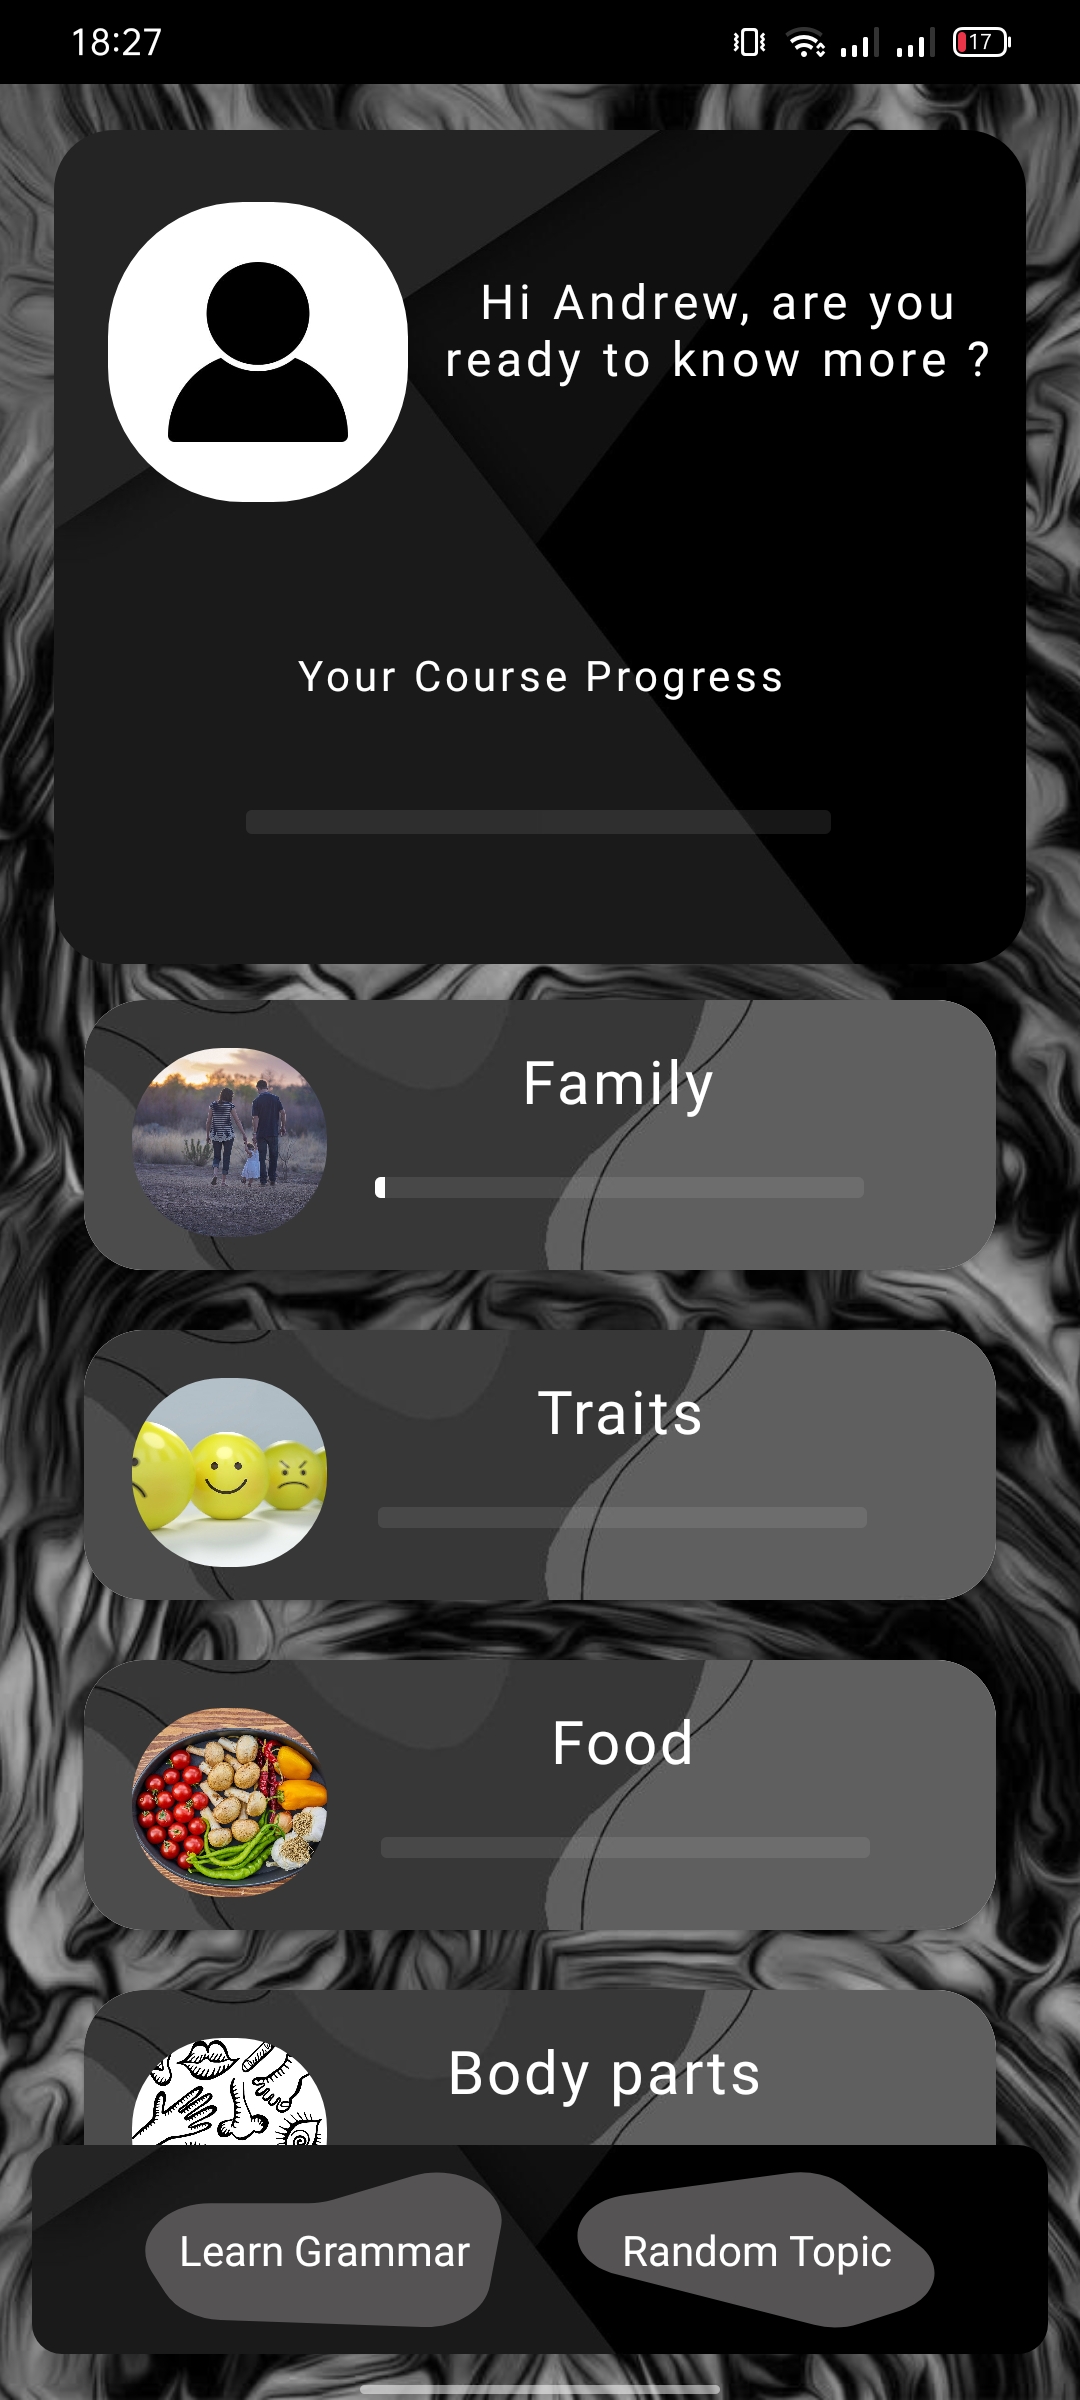 18:27
17
Hi Andrew, are you
ready to know more ?
Your Course Progress
Family
Traits
Food
Body parts
Learn Grammar
Random Topic